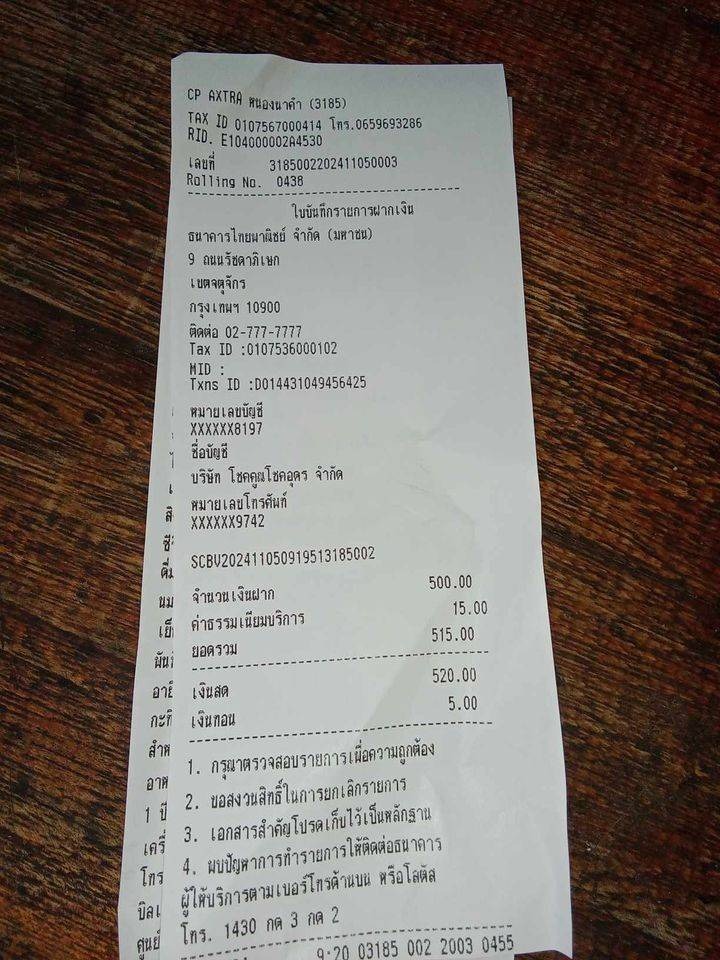 CP AXTRA หนองนาคำ (3185)
TAX ID 0107567000414 โทร.0659693286
RID. E104000002A4530
เลขที่ 3185002202411050003
Rolling No. 0438
ใบบันทึกรายการฝากเงิน
ธนาคารไทยพาณิชย์ จำกัด (มหาชน)
9 ถนนรัชดาภิเษก
เขตจตุจักร
กรุงเทพฯ 10900
ติดต่อ 02-777-7777
Tax ID :0107536000102
MID :
Txns ID :D014431049456425
หมายเลขบัญชี
XXXXXX8197
ชื่อบัญชี
บริษัท โชคคูณโชคอุดร จำกัด
หมายเลขโทรศัพท์
XXXXXX9742
SCBV202411050919513185002
จำนวนเงินฝาก 500.00
ค่าธรรมเนียมบริการ 15.00
ยอดรวม 515.00
เงินสด 520.00
เงินทอน 5.00
1. กรุณาตรวจสอบรายการเพื่อความถูกต้อง
2. ขอสงวนสิทธิ์ในการยกเลิกรายการ
3. เอกสารสำคัญโปรดเก็บไว้เป็นหลักฐาน
4. พบปัญหาการทำรายการให้ติดต่อธนาคาร
ผู้ให้บริการตามเบอร์โทรด้านบน หรือโลตัส
โทร. 1430 กด 3 กด 2
9:20 03185 002 2003 0455